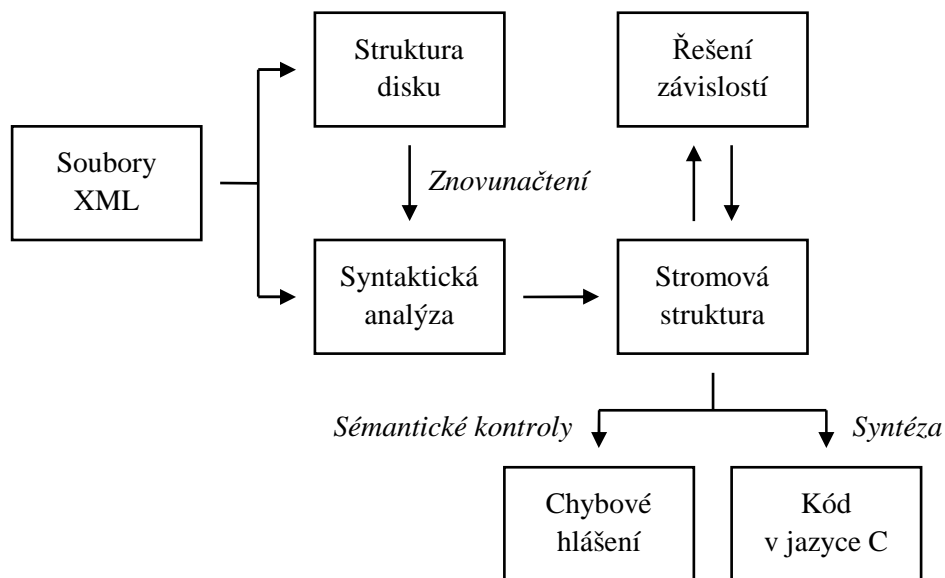 Struktura
disku
Řešení
závislostí
Soubory
XML
Znovunačtení
Syntaktická
analýza
Stromová
struktura
Sémantické kontroly
Syntéza
Chybové
hlášení
Kód
v jazyce C